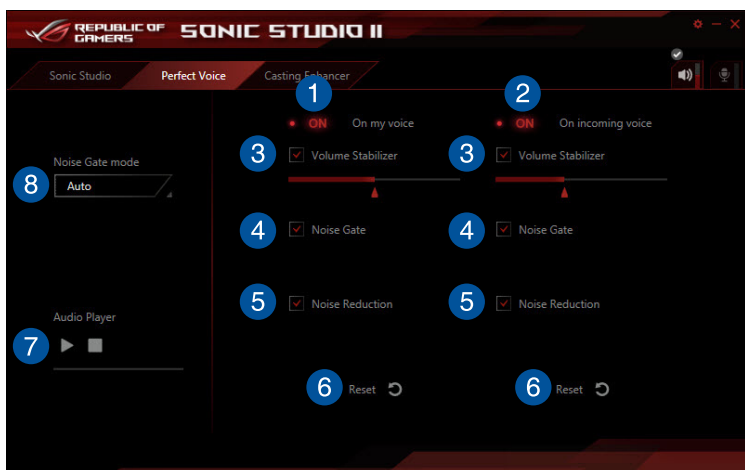 REPUBLIC OF
GAMERS
SONIC STUDIO II
Sonic Studio
Perfect Voice
Casting Enhancer
1
2
ON On my voice
ON On incoming voice
3 Volume Stabilizer
3 Volume Stabilizer
Noise Gate mode
8 Auto
4 Noise Gate
4 Noise Gate
5 Noise Reduction
5 Noise Reduction
Audio Player
7
6 Reset
6 Reset